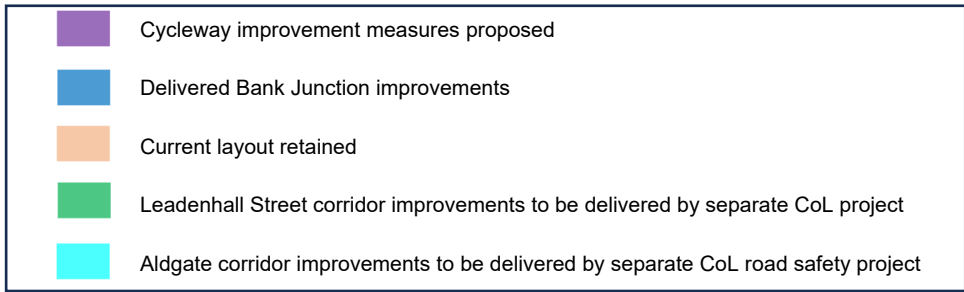 Cycleway improvement measures proposed
Delivered Bank Junction improvements
Current layout retained
Leadenhall Street corridor improvements to be delivered by separate CoL project
Aldgate corridor improvements to be delivered by separate CoL road safety project